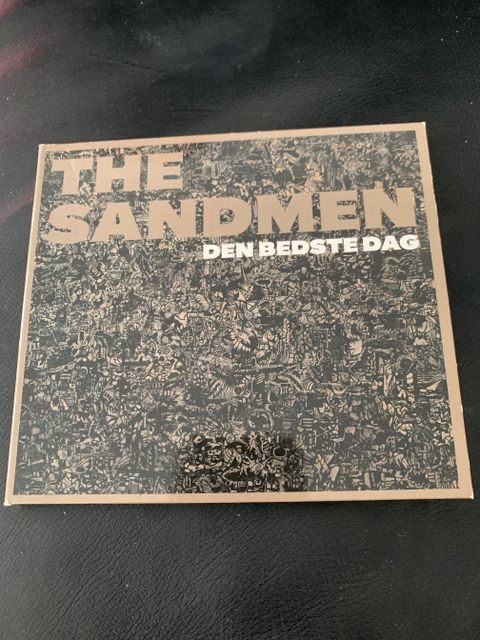 THE
SANDMEN
DEN BEDSTE DAG